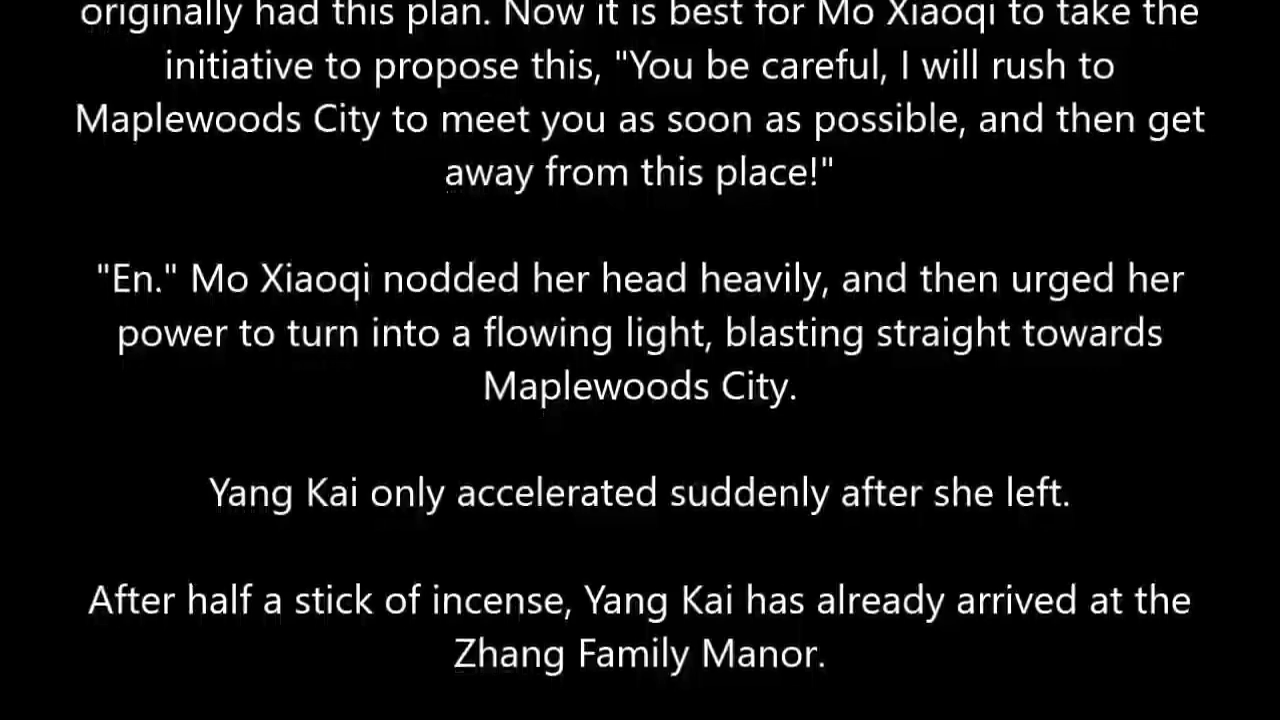 originally had this plan. Now it is best for Mo Xiaoqi to take the
initiative to propose this, "You be careful, I will rush to
Maplewoods City to meet you as soon as possible, and then get
away from this place!"
"En." Mo Xiaoqi nodded her head heavily, and then urged her
power to turn into a flowing light, blasting straight towards
Maplewoods City.
Yang Kai only accelerated suddenly after she left.
After half a stick of incense, Yang Kai has already arrived at the
Zhang Family Manor.